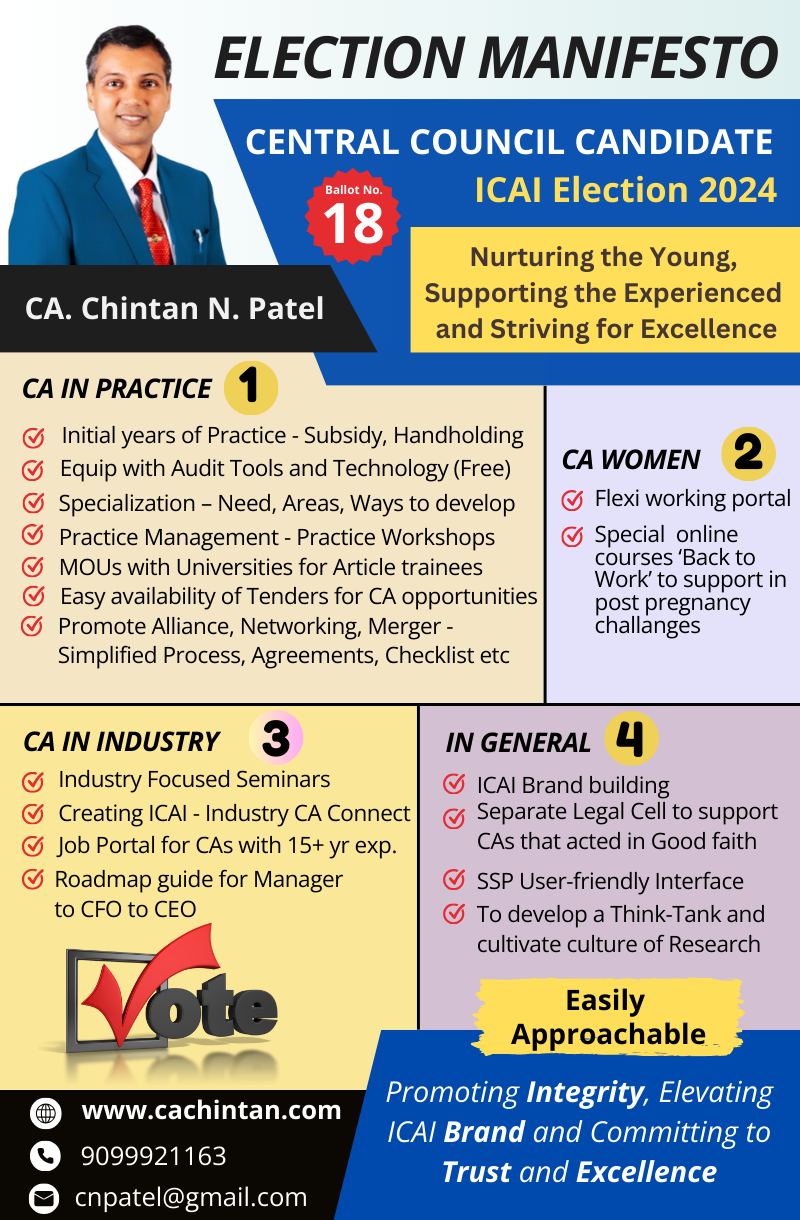 ELECTION MANIFESTO
CENTRAL COUNCIL CANDIDATE
ICAI Election 2024
Ballot No.
18
Nurturing the Young,
Supporting the Experienced
and Striving for Excellence
CA. Chintan N. Patel
CA IN PRACTICE 1
Initial years of Practice - Subsidy, Handholding
Equip with Audit Tools and Technology (Free)
Specialization – Need, Areas, Ways to develop
Practice Management - Practice Workshops
MOUs with Universities for Article trainees
Easy availability of Tenders for CA opportunities
Promote Alliance, Networking, Merger -
Simplified Process, Agreements, Checklist etc
CA WOMEN 2
Flexi working portal
Special online
courses ‘Back to
Work’ to support in
post pregnancy
challanges
CA IN INDUSTRY 3
Industry Focused Seminars
Creating ICAI - Industry CA Connect
Job Portal for CAs with 15+ yr exp.
Roadmap guide for Manager
to CFO to CEO
Vote
IN GENERAL 4
ICAI Brand building
Separate Legal Cell to support
CAs that acted in Good faith
SSP User-friendly Interface
To develop a Think-Tank and
cultivate culture of Research
Easily
Approachable
Promoting Integrity, Elevating
ICAI Brand and Committing to
Trust and Excellence
www.cachintan.com
9099921163
cnpatel@gmail.com